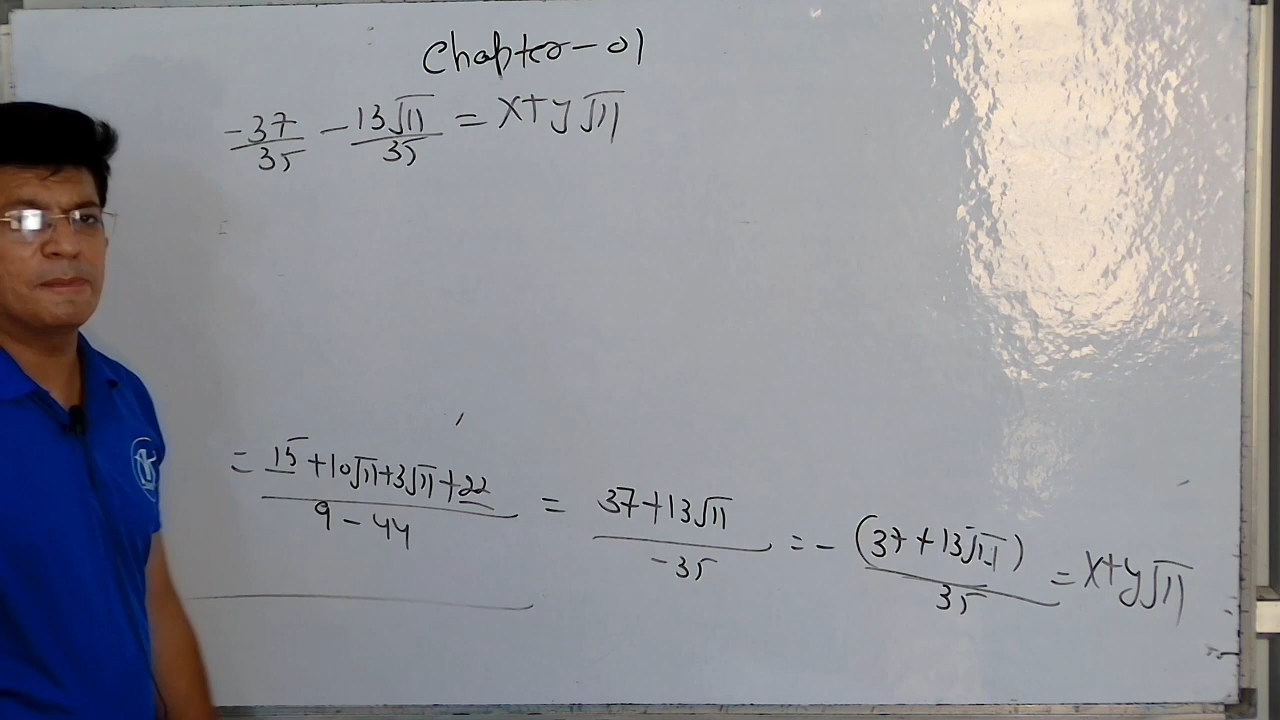 Chapter-01
-37/35 - 13√11/35 = x+y√11
= 15+10√11+3√11+22/9-44 = 37+13√11/-35 = -(37+13√11)/35 = x+y√11